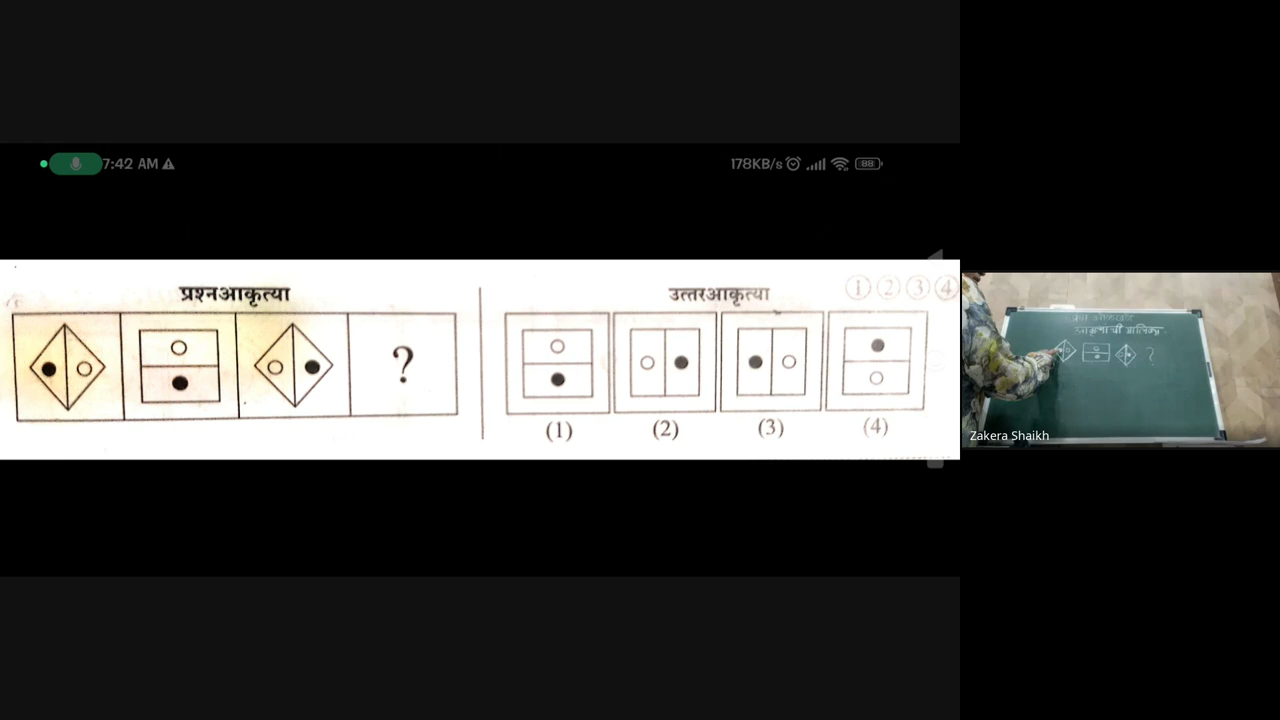 7:42 AM
178KB/s 88
प्रश्नआकृत्या
उत्तरआकृत्या
1 2 3 4
?
(1) (2) (3) (4)
आकृत्यांची मालिका.
?
Zakera Shaikh